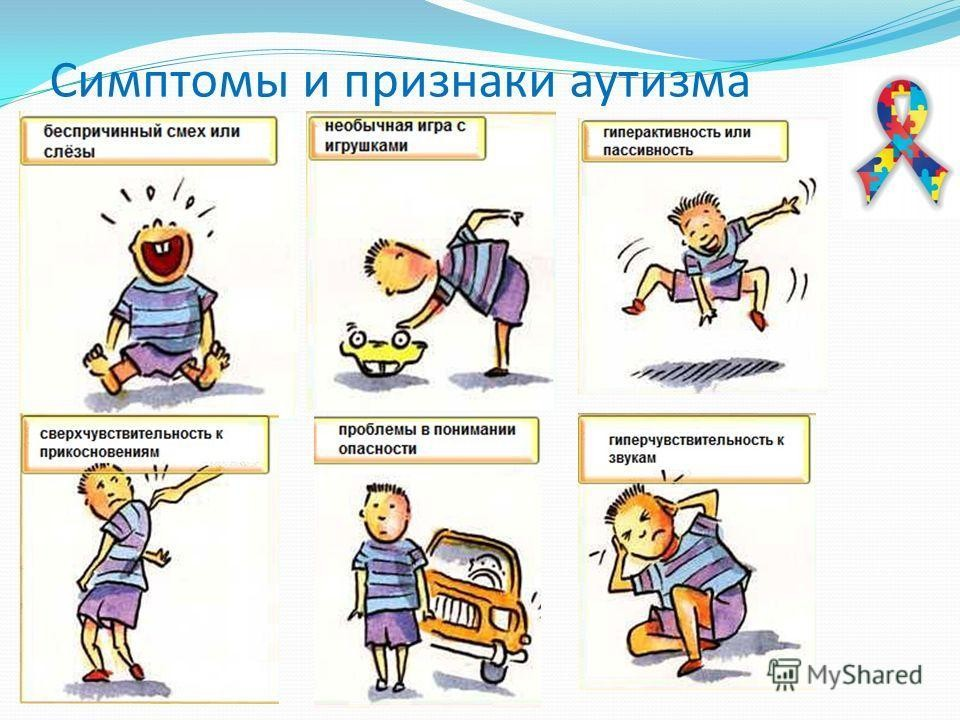 Симптомы и признаки аутизма
беспричинный смех или
слёзы
необычная игра с
игрушками
гиперактивность или
пассивность
сверхчувствительность к
прикосновениям
проблемы в понимании
опасности
гиперчувствительность к
звукам
MyShared